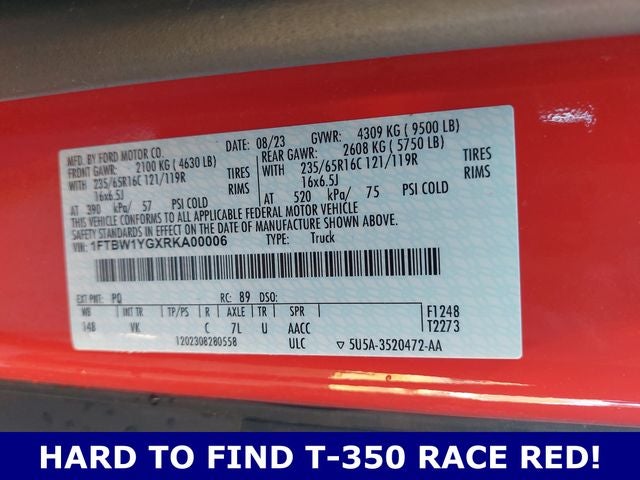 MFD. BY FORD MOTOR CO. DATE: 08/23 GVWR: 4309 KG ( 9500 LB)
FRONT GAWR: 2100 KG ( 4630 LB) REAR GAWR: 2608 KG ( 5750 LB)
WITH 235/65R16C 121/119R TIRES WITH 235/65R16C 121/119R TIRES
16x6.5J RIMS 16x6.5J RIMS
AT 390 kPa/ 57 PSI COLD AT 520 kPa/ 75 PSI COLD
THIS VEHICLE CONFORMS TO ALL APPLICABLE FEDERAL MOTOR VEHICLE
SAFETY STANDARDS IN EFFECT ON THE DATE OF MANUFACTURE SHOWN ABOVE.
VIN: 1FTBW1YGXRKA00006 TYPE: Truck
EXT PNT: PQ RC: 89 DSO:
WB INT TR TP/PS R AXLE TR SPR F1248
148 VK C 7L U AACC T2273
1202308280558 ULC ▽ 5U5A-3520472-AA
HARD TO FIND T-350 RACE RED!